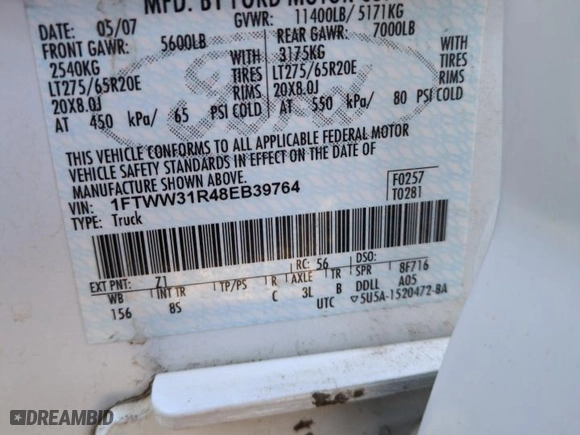 MFD. BY FORD MOTOR CO.
DATE: 05/07 GVWR: 11400LB/ 5171KG
FRONT GAWR: 5600LB REAR GAWR: 7000LB
2540KG WITH 3175KG WITH
LT275/65R20E TIRES LT275/65R20E TIRES
20X8.0J RIMS 20X8.0J RIMS
AT 450 kPa/ 65 PSI COLD AT 550 kPa/ 80 PSI COLD
Ford
THIS VEHICLE CONFORMS TO ALL APPLICABLE FEDERAL MOTOR
VEHICLE SAFETY STANDARDS IN EFFECT ON THE DATE OF
MANUFACTURE SHOWN ABOVE.
VIN: 1FTWW31R48EB39764 F0257
TYPE: Truck T0281
EXT PNT: Z1 RC: 56 DSO:
WB INT TR TP/PS R AXLE TR SPR 8F716
156 BS C 3L B DDLL A05
UTC ▽5U5A-1520472-BA
DREAMBID